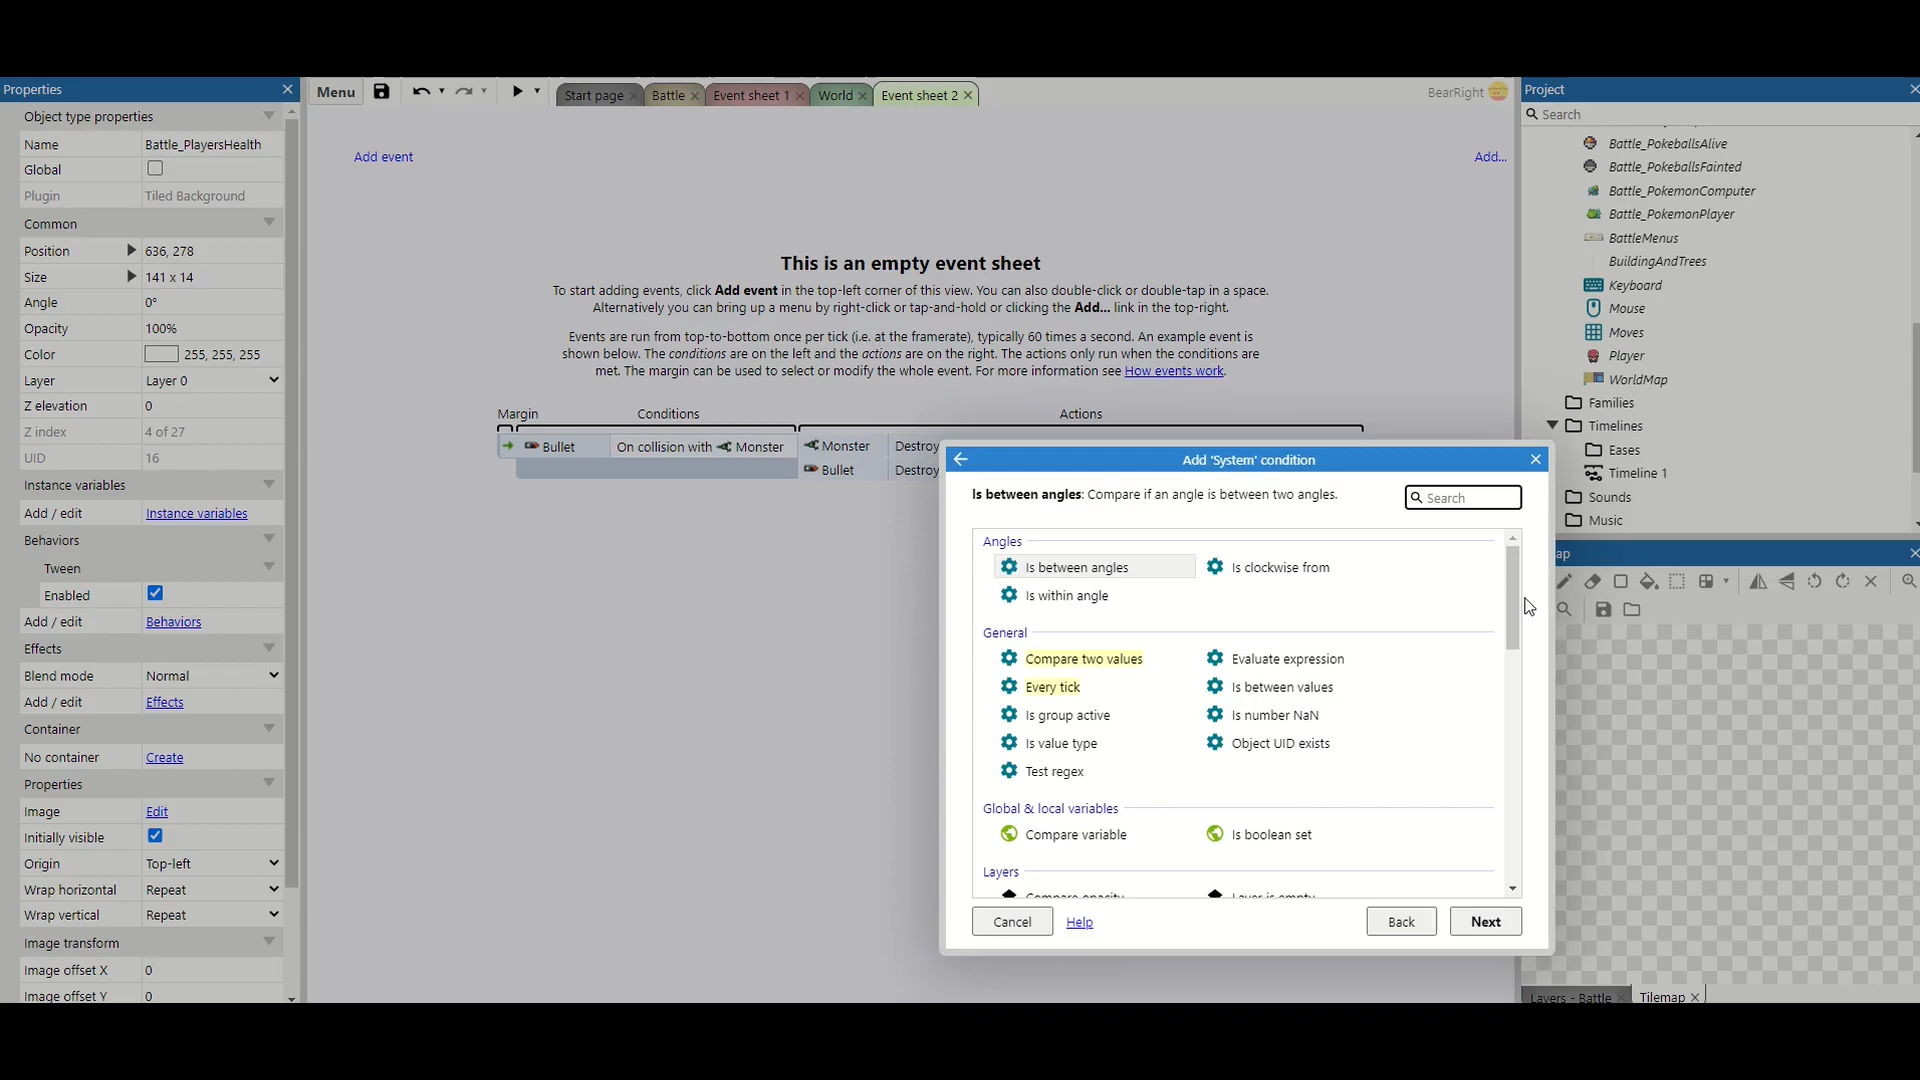 Properties
Object type properties
Name Battle_PlayersHealth
Global
Plugin Tiled Background
Common
Position 636, 278
Size 141 x 14
Angle 0°
Opacity 100%
Color 255, 255, 255
Layer Layer 0
Z elevation 0
Z index 4 of 27
UID 16
Instance variables
Add / edit Instance variables
Behaviors
Tween
Enabled
Add / edit Behaviors
Effects
Blend mode Normal
Add / edit Effects
Container
No container Create
Properties
Image Edit
Initially visible
Origin Top-left
Wrap horizontal Repeat
Wrap vertical Repeat
Image transform
Image offset X 0
Image offset Y 0
Menu
Start page
Battle
Event sheet 1
World
Event sheet 2
BearRight
Add event
Add...
This is an empty event sheet
To start adding events, click Add event in the top-left corner of this view. You can also double-click or double-tap in a space.
Alternatively you can bring up a menu by right-click or tap-and-hold or clicking the Add... link in the top-right.
Events are run from top-to-bottom once per tick (i.e. at the framerate), typically 60 times a second. An example event is
shown below. The conditions are on the left and the actions are on the right. The actions only run when the conditions are
met. The margin can be used to select or modify the whole event. For more information see How events work.
Margin Conditions Actions
Bullet On collision with Monster Monster Destroy
Bullet Destroy
Add 'System' condition
Is between angles: Compare if an angle is between two angles.
Search
Angles
Is between angles Is clockwise from
Is within angle
General
Compare two values Evaluate expression
Every tick Is between values
Is group active Is number NaN
Is value type Object UID exists
Test regex
Global & local variables
Compare variable Is boolean set
Layers
Compare opacity Layer is empty
Cancel Help Back Next
Project
Search
Battle_PokeballsAlive
Battle_PokeballsFainted
Battle_PokemonComputer
Battle_PokemonPlayer
BattleMenus
BuildingAndTrees
Keyboard
Mouse
Moves
Player
WorldMap
Families
Timelines
Eases
Timeline 1
Sounds
Music
ap
Layers - Battle
Tilemap